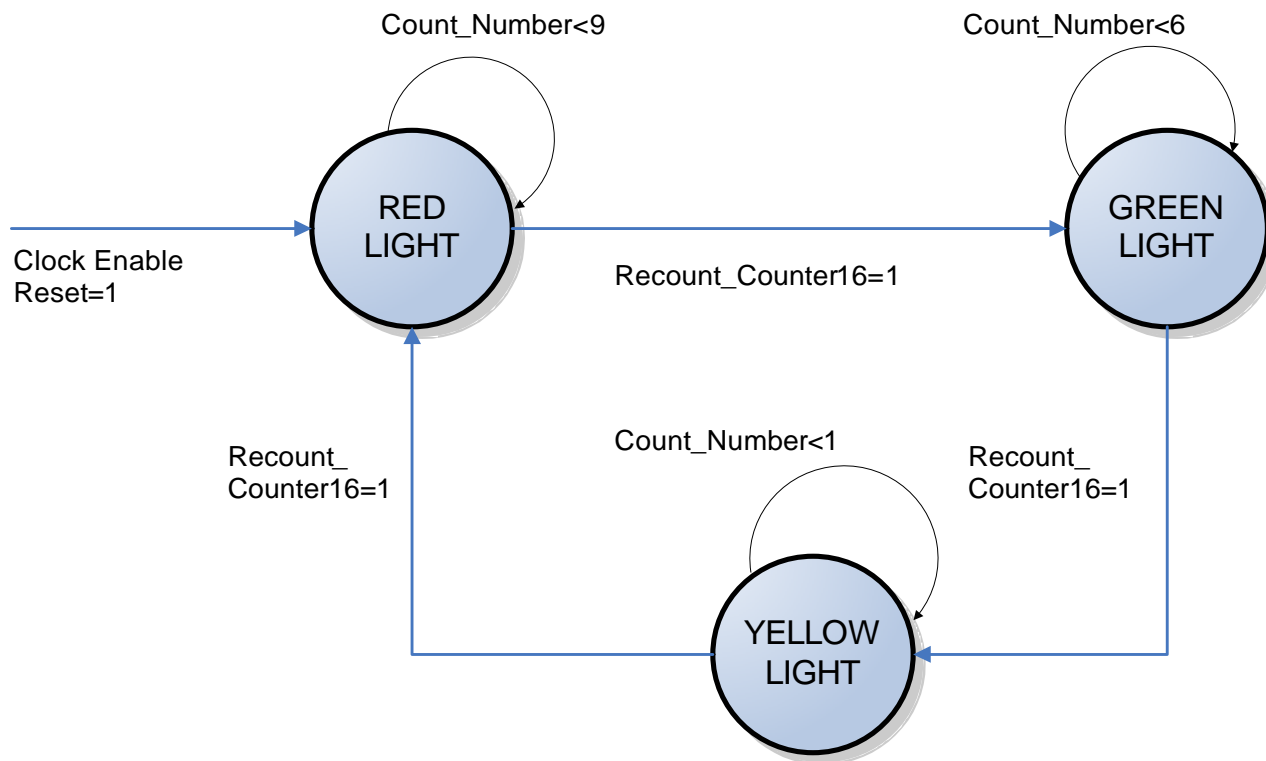 Count_Number<9
Count_Number<6
RED
LIGHT
GREEN
LIGHT
Clock Enable
Reset=1
Recount_Counter16=1
Count_Number<1
Recount_
Counter16=1
Recount_
Counter16=1
YELLOW
LIGHT